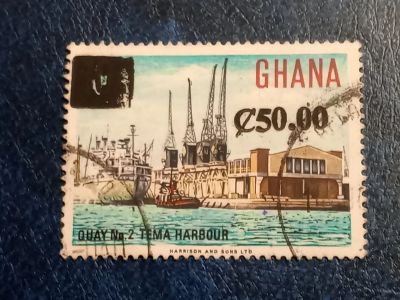 GHANA
₵50.00
QUAY No. 2 TEMA HARBOUR
HARRISON AND SONS LTD